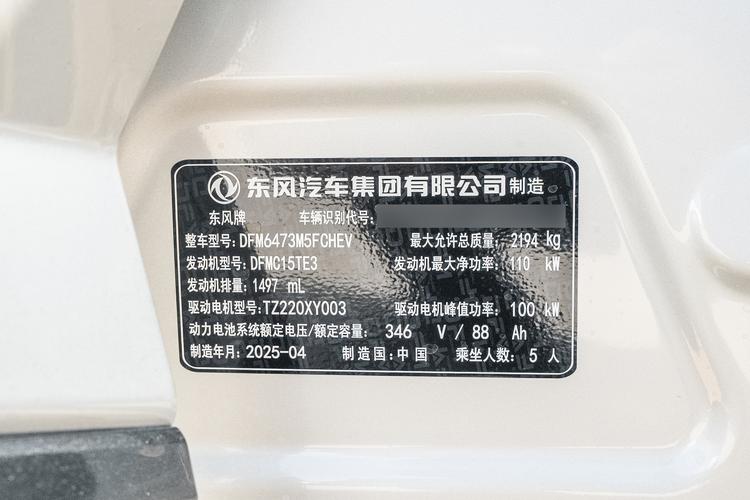 东风汽车集团有限公司制造
东风牌 车辆识别代号:
整车型号:DFM6473M5FCHEV 最大允许总质量: 2194 kg
发动机型号:DFMC15TE3 发动机最大净功率: 110 kW
发动机排量: 1497 mL
驱动电机型号:TZ220XY003 驱动电机峰值功率: 100 kW
动力电池系统额定电压/额定容量: 346 V / 88 Ah
制造年月: 2025-04 制造国:中国 乘坐人数: 5 人